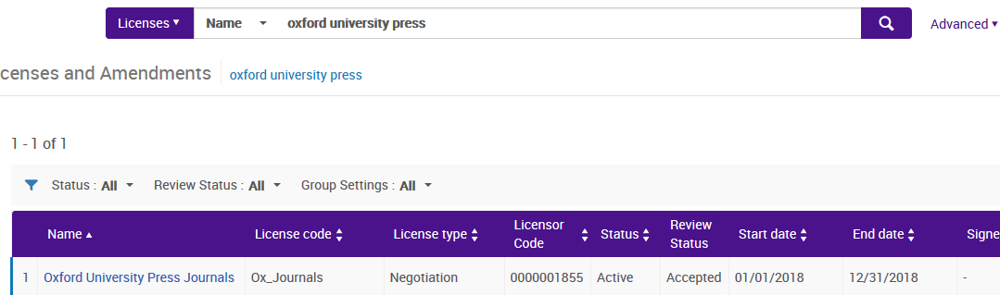 Licenses Name oxford university press Advanced
censes and Amendments oxford university press
1 - 1 of 1
Status : All Review Status : All Group Settings : All
Name License code License type Licensor Code Status Review Status Start date End date Signe
1 Oxford University Press Journals Ox_Journals Negotiation 0000001855 Active Accepted 01/01/2018 12/31/2018 -